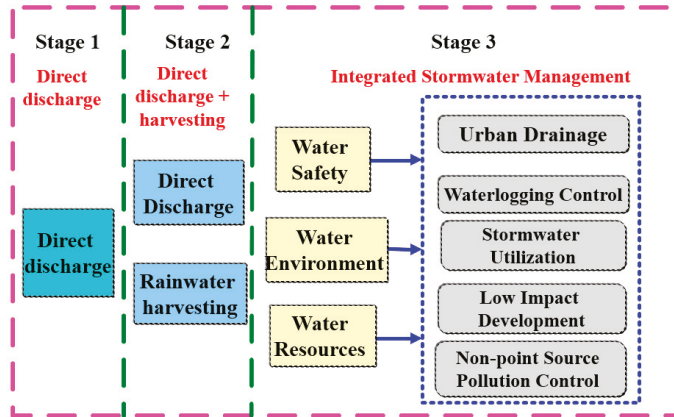 Stage 1
Direct
discharge
Direct
discharge
Stage 2
Direct
discharge +
harvesting
Direct
Discharge
Rainwater
harvesting
Stage 3
Integrated Stormwater Management
Water
Safety
Water
Environment
Water
Resources
Urban Drainage
Waterlogging Control
Stormwater
Utilization
Low Impact
Development
Non-point Source
Pollution Control